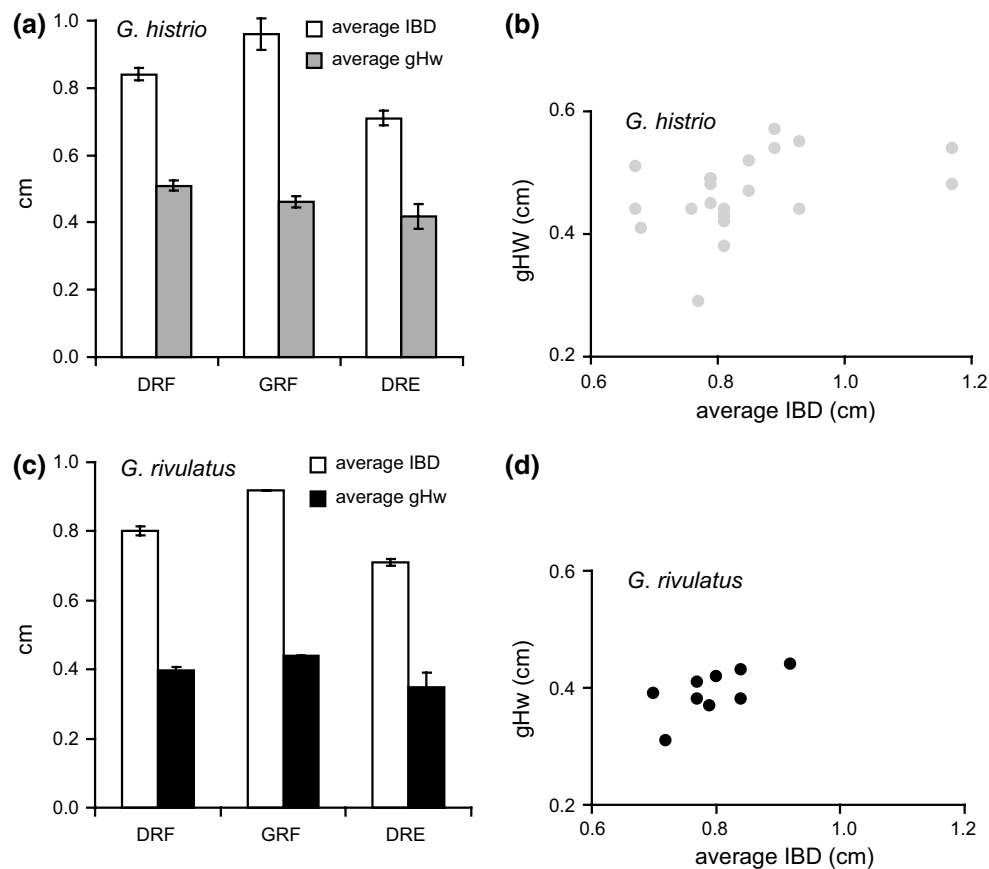 (a)
G. histrio
average IBD
average gHw
1.0
0.8
0.6
0.4
0.2
0.0
cm
DRF GRF DRE
(b)
G. histrio
0.6
0.4
0.2
gHW (cm)
0.6 0.8 1.0 1.2
average IBD (cm)
(c)
G. rivulatus
average IBD
average gHw
1.0
0.8
0.6
0.4
0.2
0.0
cm
DRF GRF DRE
(d)
G. rivulatus
0.6
0.4
0.2
gHw (cm)
0.6 0.8 1.0 1.2
average IBD (cm)